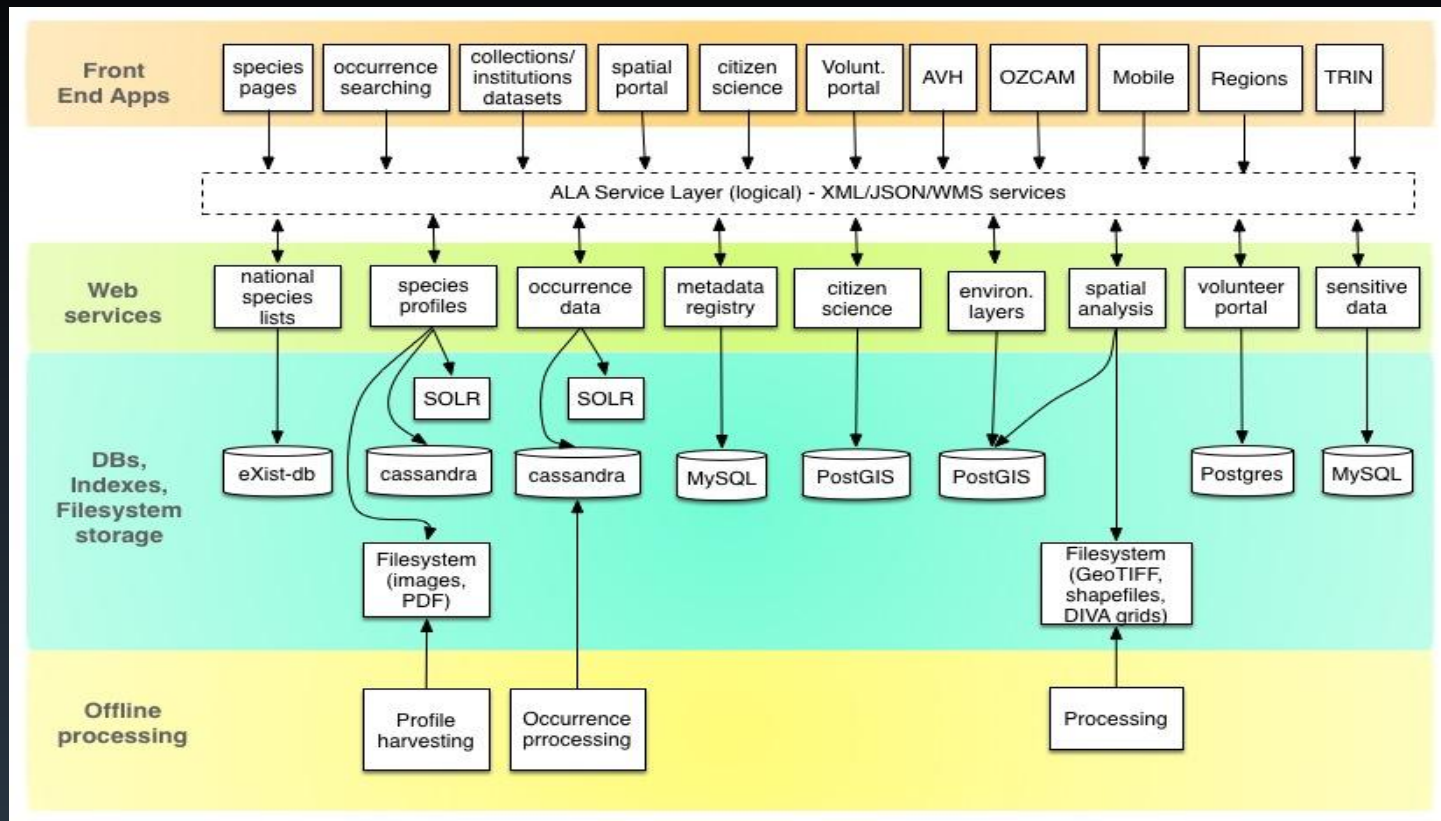 Front
End Apps
species
pages
occurrence
searching
collections/
institutions
datasets
spatial
portal
citizen
science
Volunt.
portal
AVH
OZCAM
Mobile
Regions
TRIN
ALA Service Layer (logical) - XML/JSON/WMS services
Web
services
national
species
lists
species
profiles
occurrence
data
metadata
registry
citizen
science
environ.
layers
spatial
analysis
volunteer
portal
sensitive
data
DBs,
Indexes,
Filesystem
storage
SOLR
SOLR
eXist-db
cassandra
cassandra
MySQL
PostGIS
PostGIS
Postgres
MySQL
Filesystem
(images,
PDF)
Filesystem
(GeoTIFF,
shapefiles,
DIVA grids)
Offline
processing
Profile
harvesting
Occurrence
prrocessing
Processing